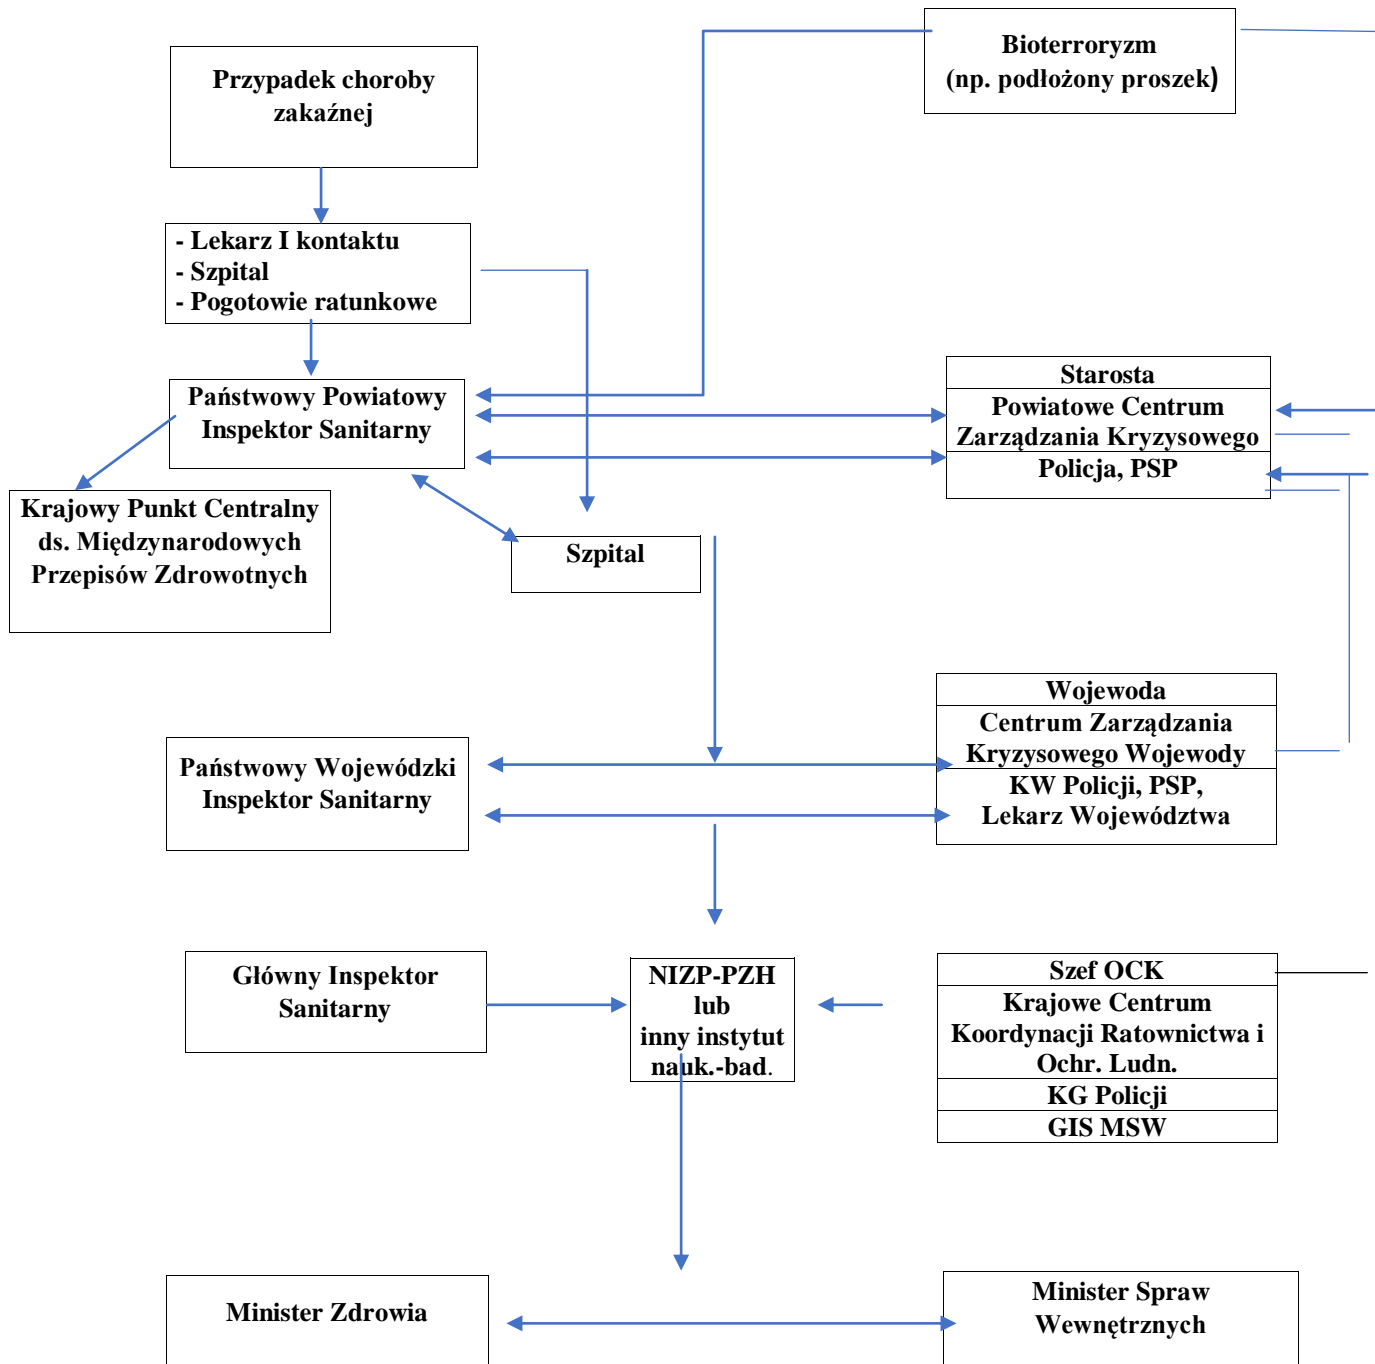 Bioterroryzm
(np. podłożony proszek)
Przypadek choroby
zakaźnej
- Lekarz I kontaktu
- Szpital
- Pogotowie ratunkowe
Państwowy Powiatowy
Inspektor Sanitarny
Starosta
Powiatowe Centrum
Zarządzania Kryzysowego
Policja, PSP
Krajowy Punkt Centralny
ds. Międzynarodowych
Przepisów Zdrowotnych
Szpital
Wojewoda
Centrum Zarządzania
Kryzysowego Wojewody
KW Policji, PSP,
Lekarz Województwa
Państwowy Wojewódzki
Inspektor Sanitarny
Główny Inspektor
Sanitarny
NIZP-PZH
lub
inny instytut
nauk.-bad.
Szef OCK
Krajowe Centrum
Koordynacji Ratownictwa i
Ochr. Ludn.
KG Policji
GIS MSW
Minister Zdrowia
Minister Spraw
Wewnętrznych